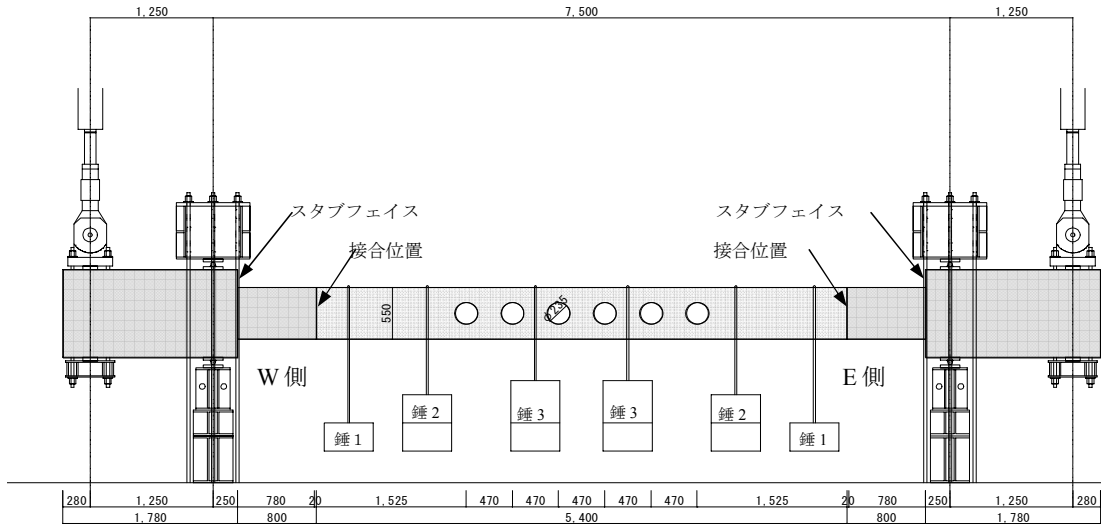 1,250 7,500 1,250
スタブフェイス スタブフェイス
接合位置 接合位置
550 φ235
W 側 E 側
錘 2 錘 3 錘 3 錘 2
錘 1 錘 1
280 1,250 250 780 20 1,525 470 470 470 470 470 1,525 20 780 250 1,250 280
1,780 800 5,400 800 1,780